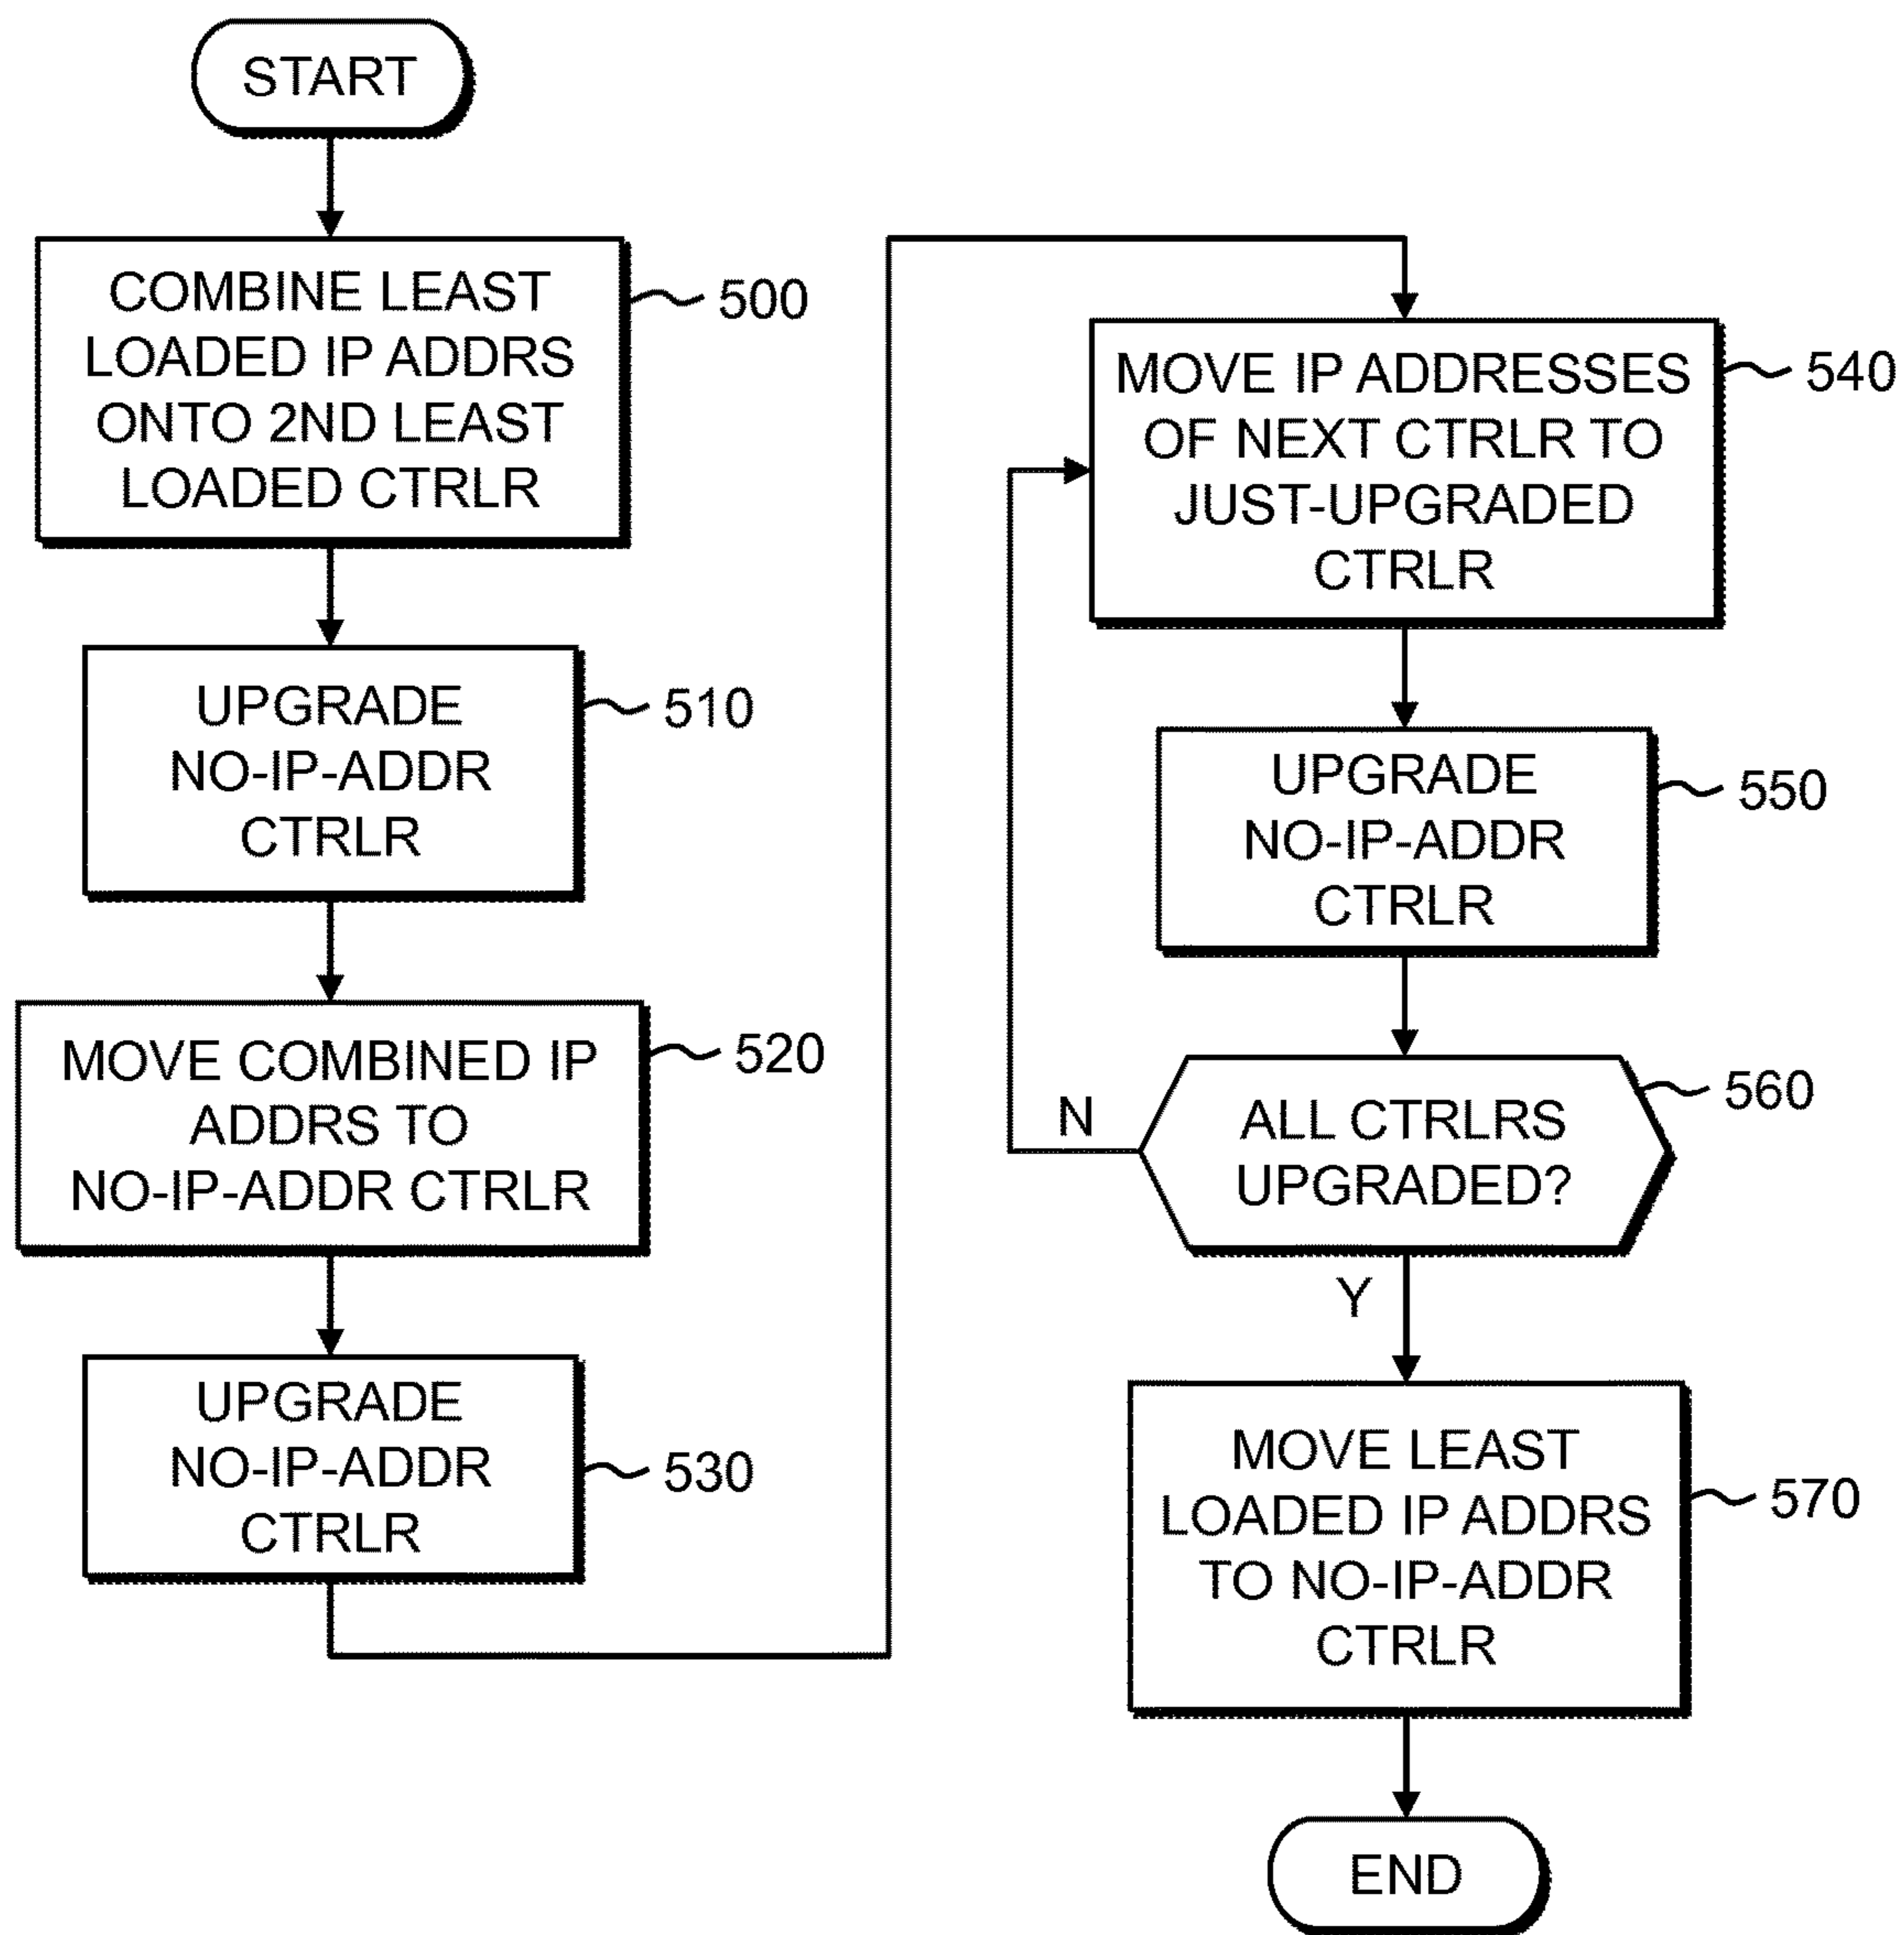 START
COMBINE LEAST
LOADED IP ADDRS
ONTO 2ND LEAST
LOADED CTRLR
500
UPGRADE
NO-IP-ADDR
CTRLR
510
MOVE COMBINED IP
ADDRS TO
NO-IP-ADDR CTRLR
520
UPGRADE
NO-IP-ADDR
CTRLR
530
MOVE IP ADDRESSES
OF NEXT CTRLR TO
JUST-UPGRADED
CTRLR
540
UPGRADE
NO-IP-ADDR
CTRLR
550
ALL CTRLRS
UPGRADED?
560
N
Y
MOVE LEAST
LOADED IP ADDRS
TO NO-IP-ADDR
CTRLR
570
END